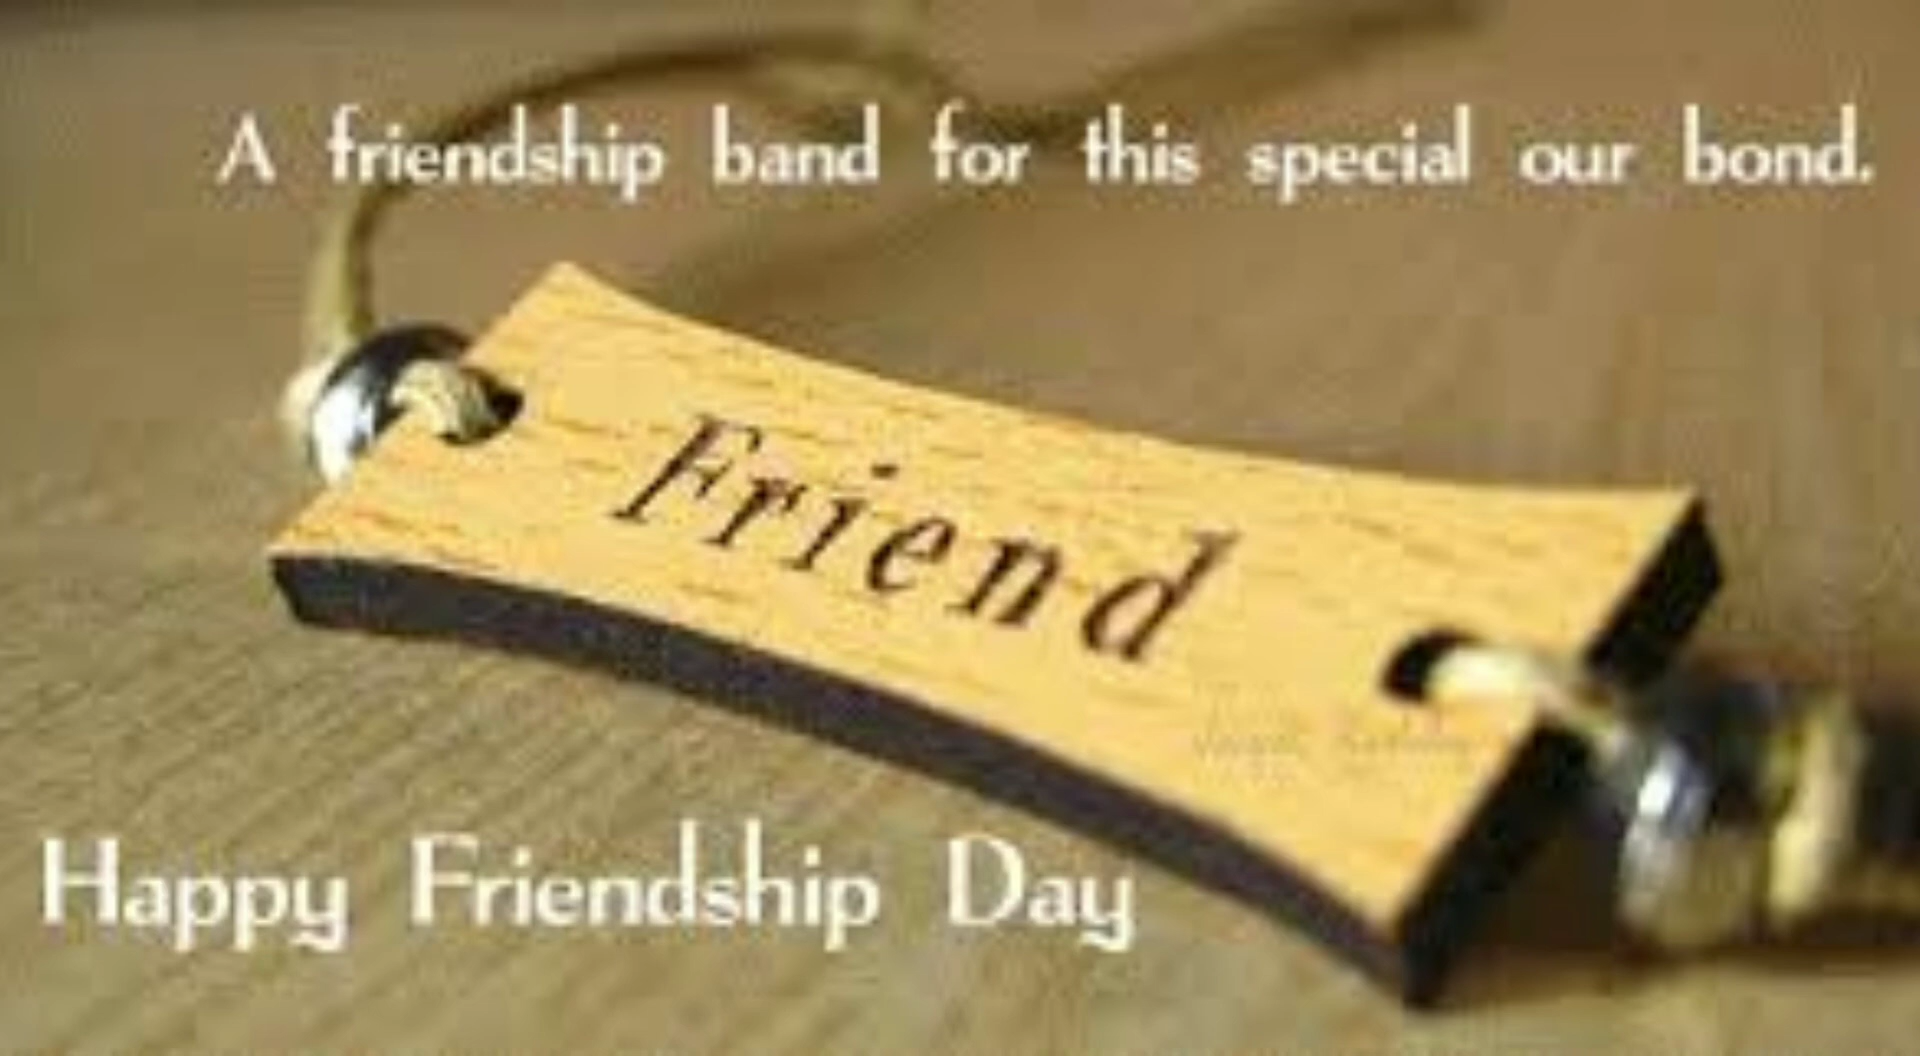 A friendship band for this special our bond.
Friend
Happy Friendship Day